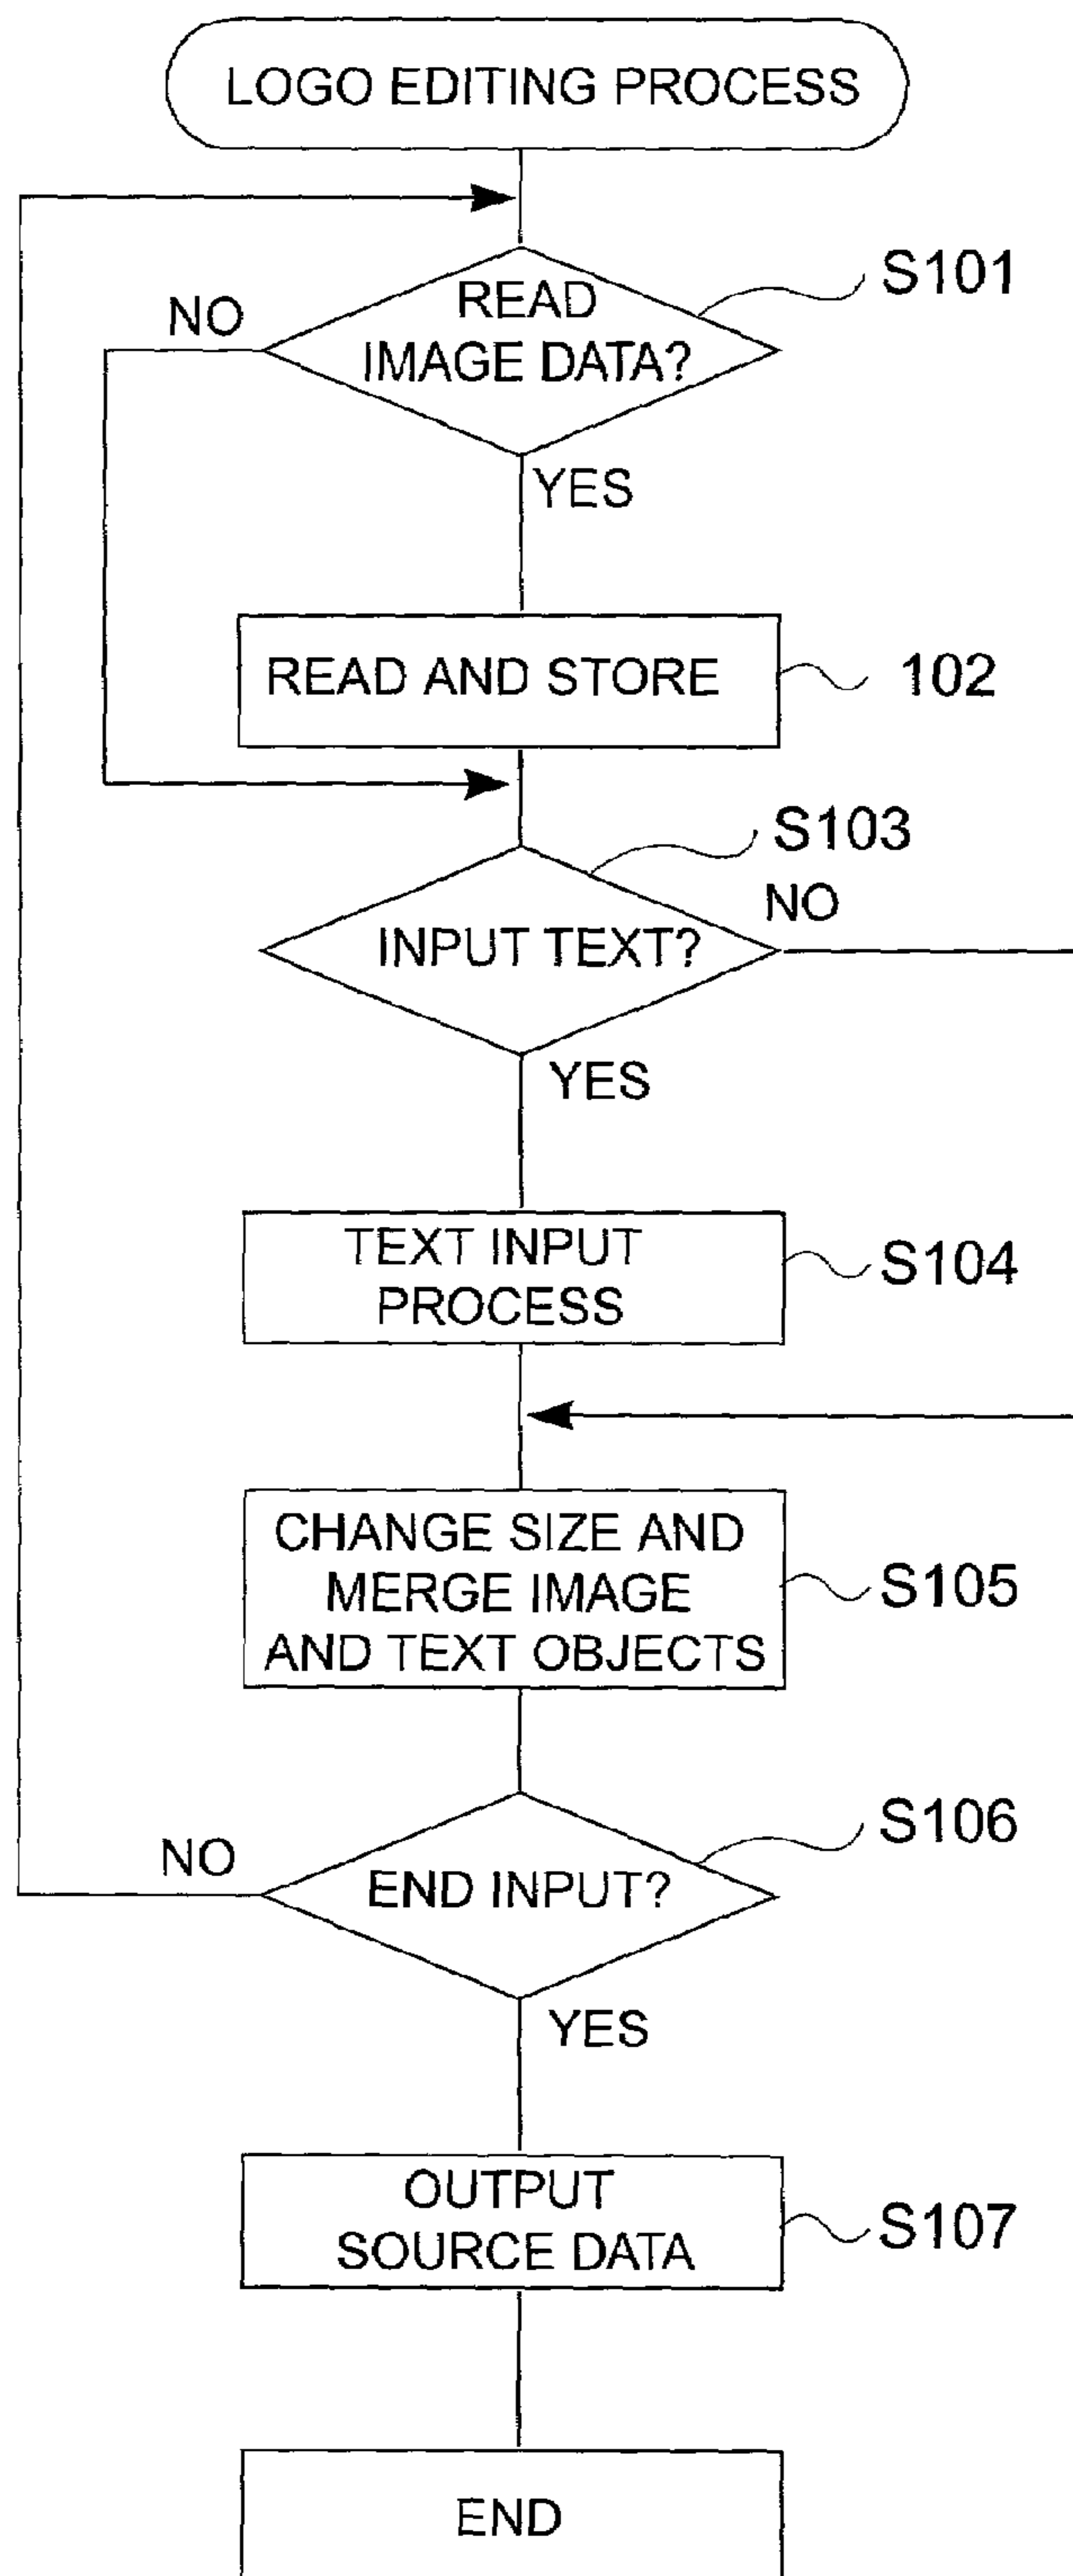 LOGO EDITING PROCESS
S101
READ
IMAGE DATA?
NO
YES
READ AND STORE
102
S103
INPUT TEXT?
NO
YES
TEXT INPUT
PROCESS
S104
CHANGE SIZE AND
MERGE IMAGE
AND TEXT OBJECTS
S105
S106
END INPUT?
NO
YES
OUTPUT
SOURCE DATA
S107
END